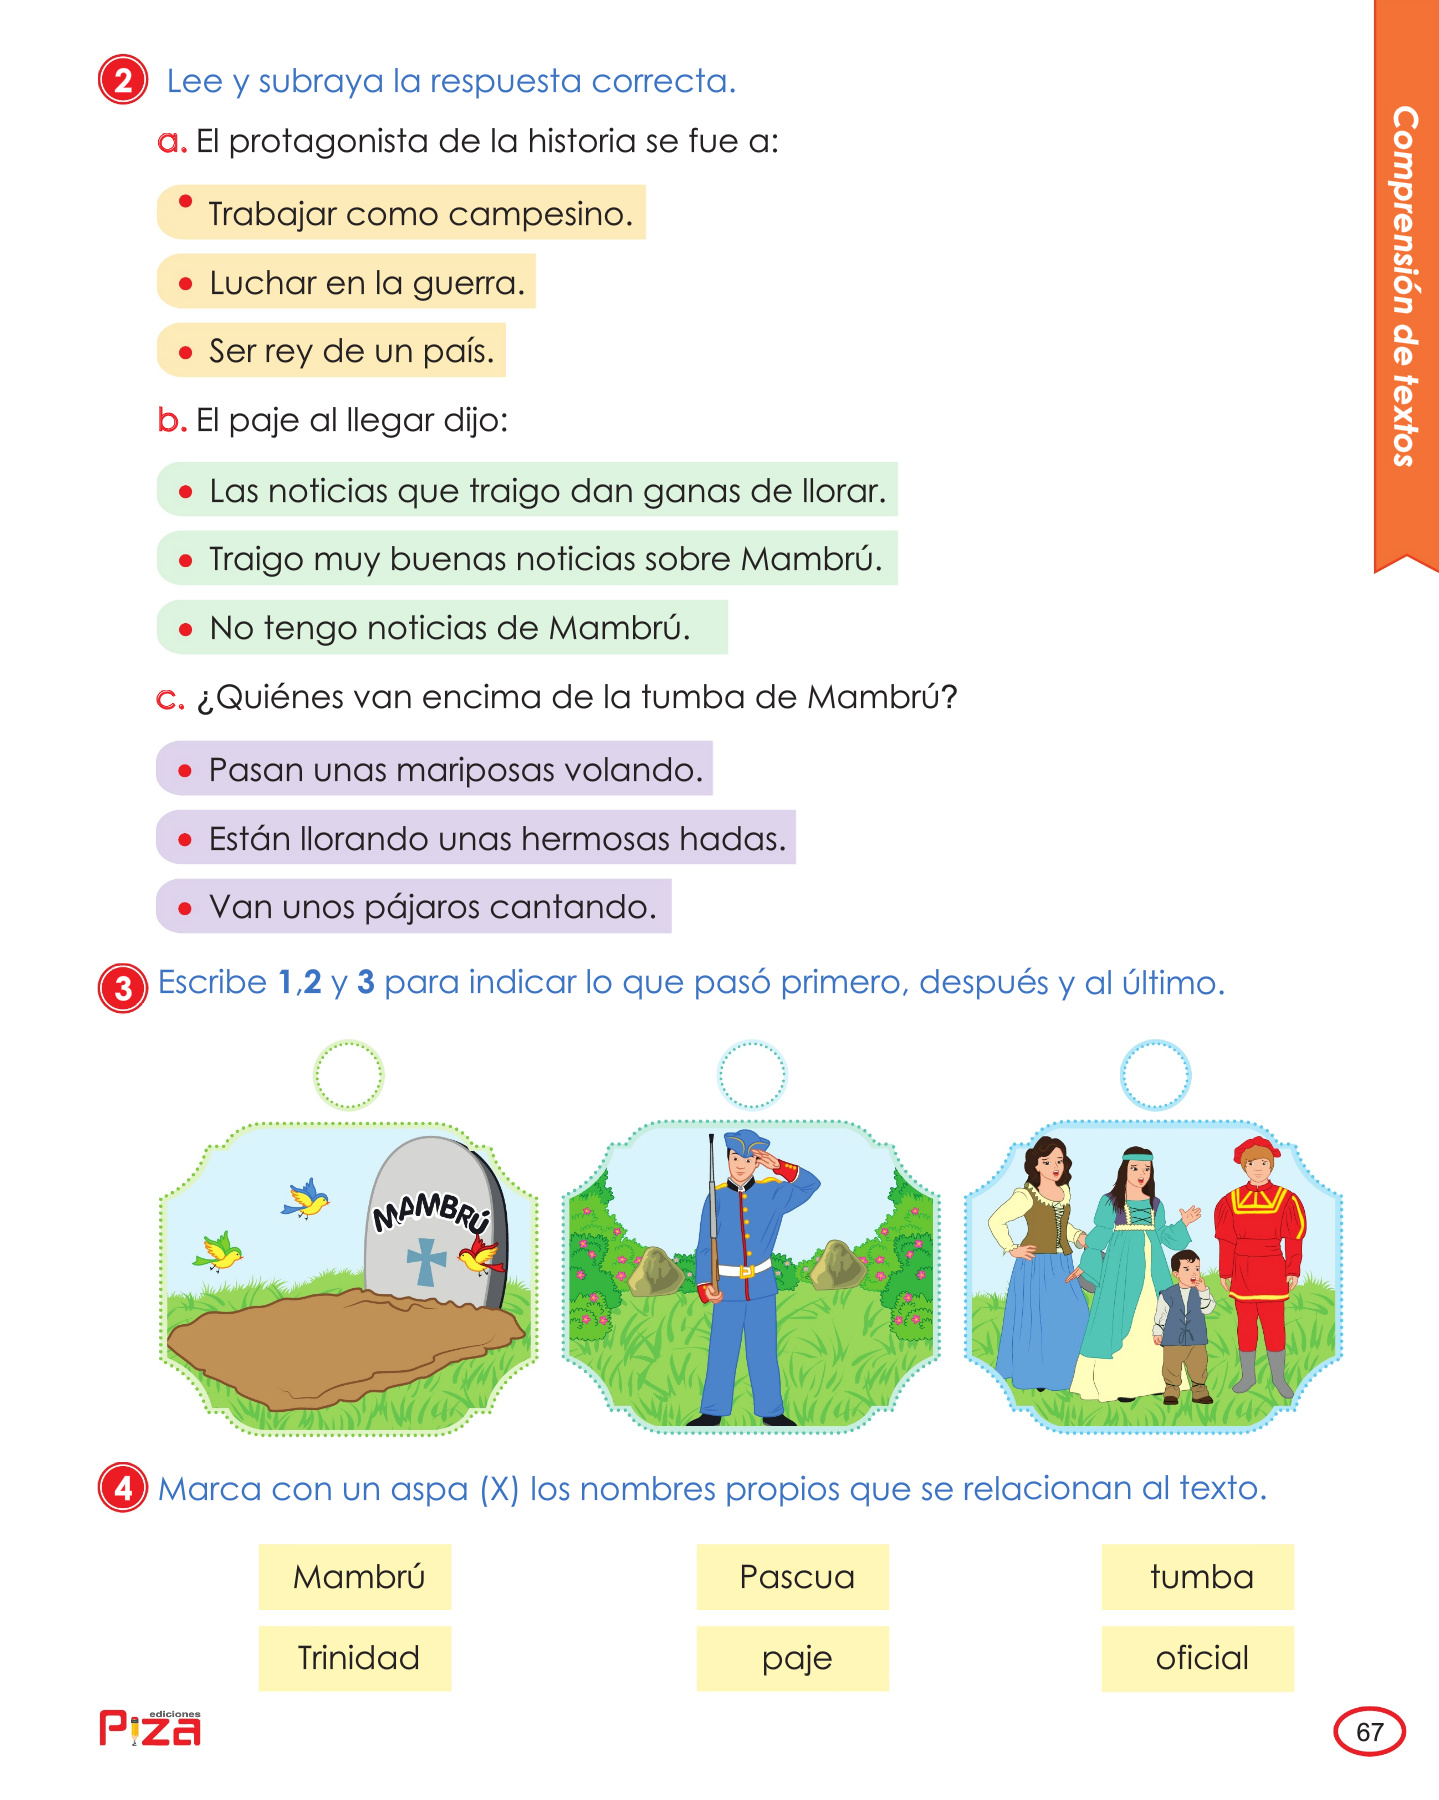 2 Lee y subraya la respuesta correcta.
a. El protagonista de la historia se fue a:
• Trabajar como campesino.
• Luchar en la guerra.
• Ser rey de un país.
b. El paje al llegar dijo:
• Las noticias que traigo dan ganas de llorar.
• Traigo muy buenas noticias sobre Mambrú.
• No tengo noticias de Mambrú.
c. ¿Quiénes van encima de la tumba de Mambrú?
• Pasan unas mariposas volando.
• Están llorando unas hermosas hadas.
• Van unos pájaros cantando.
Comprensión de textos
3 Escribe 1,2 y 3 para indicar lo que pasó primero, después y al último.
MAMBRÚ
4 Marca con un aspa (X) los nombres propios que se relacionan al texto.
Mambrú Pascua tumba
Trinidad paje oficial
ediciones
Piza
67